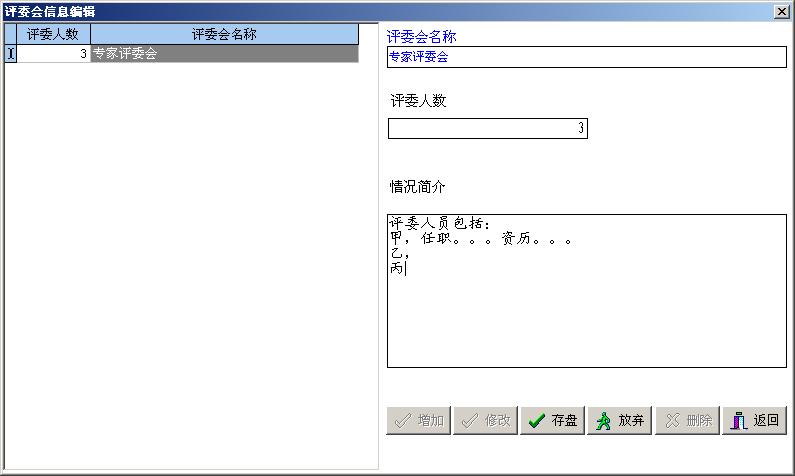 评委会信息编辑
评委人数 评委会名称
3 专家评委会
评委会名称
专家评委会
评委人数
3
情况简介
评委人员包括：
甲，任职。。。资历。。。
乙，
丙
增加 修改 存盘 放弃 删除 返回